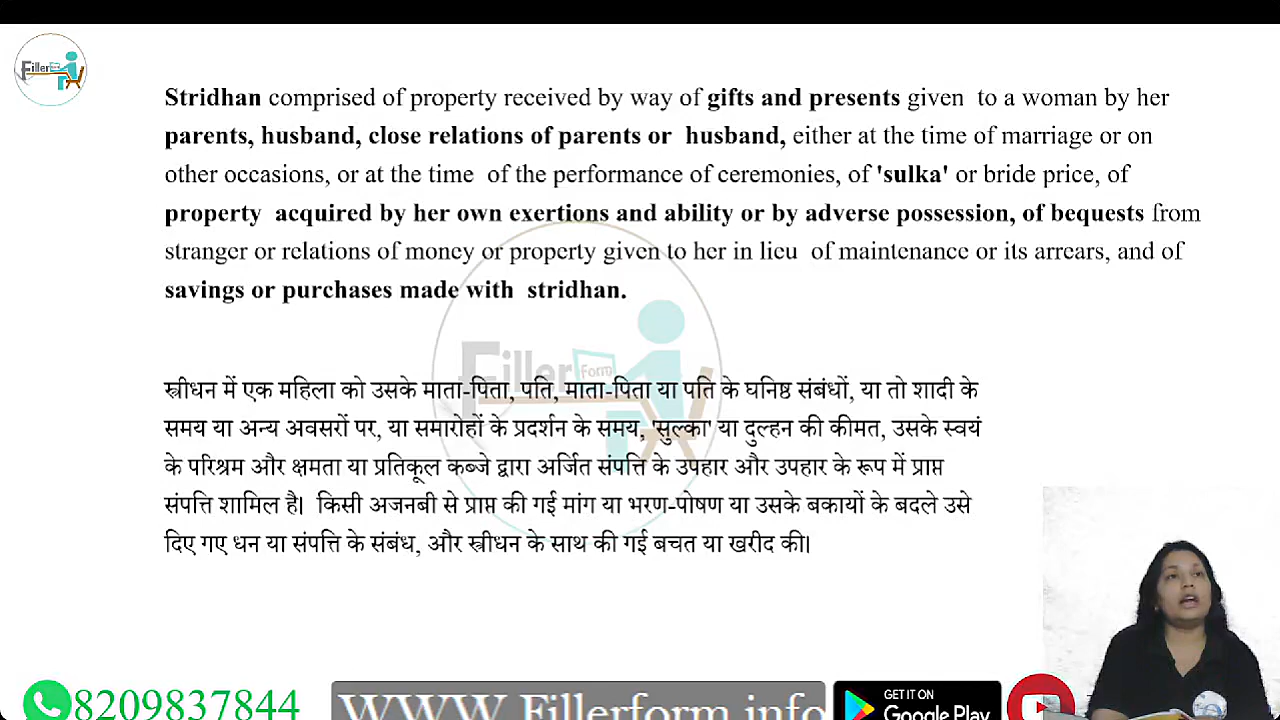 Fillerform
Stridhan comprised of property received by way of gifts and presents given to a woman by her
parents, husband, close relations of parents or husband, either at the time of marriage or on
other occasions, or at the time of the performance of ceremonies, of 'sulka' or bride price, of
property acquired by her own exertions and ability or by adverse possession, of bequests from
stranger or relations of money or property given to her in lieu of maintenance or its arrears, and of
savings or purchases made with stridhan.
Filler Form
स्त्रीधन में एक महिला को उसके माता-पिता, पति, माता-पिता या पति के घनिष्ठ संबंधों, या तो शादी के
समय या अन्य अवसरों पर, या समारोहों के प्रदर्शन के समय, 'सुल्का' या दुल्हन की कीमत, उसके स्वयं
के परिश्रम और क्षमता या प्रतिकूल कब्जे द्वारा अर्जित संपत्ति के उपहार और उपहार के रूप में प्राप्त
संपत्ति शामिल है। किसी अजनबी से प्राप्त की गई मांग या भरण-पोषण या उसके बकायों के बदले उसे
दिए गए धन या संपत्ति के संबंध, और स्त्रीधन के साथ की गई बचत या खरीद की।
8209837844
WWW.Fillerform.info
GET IT ON
Google Play